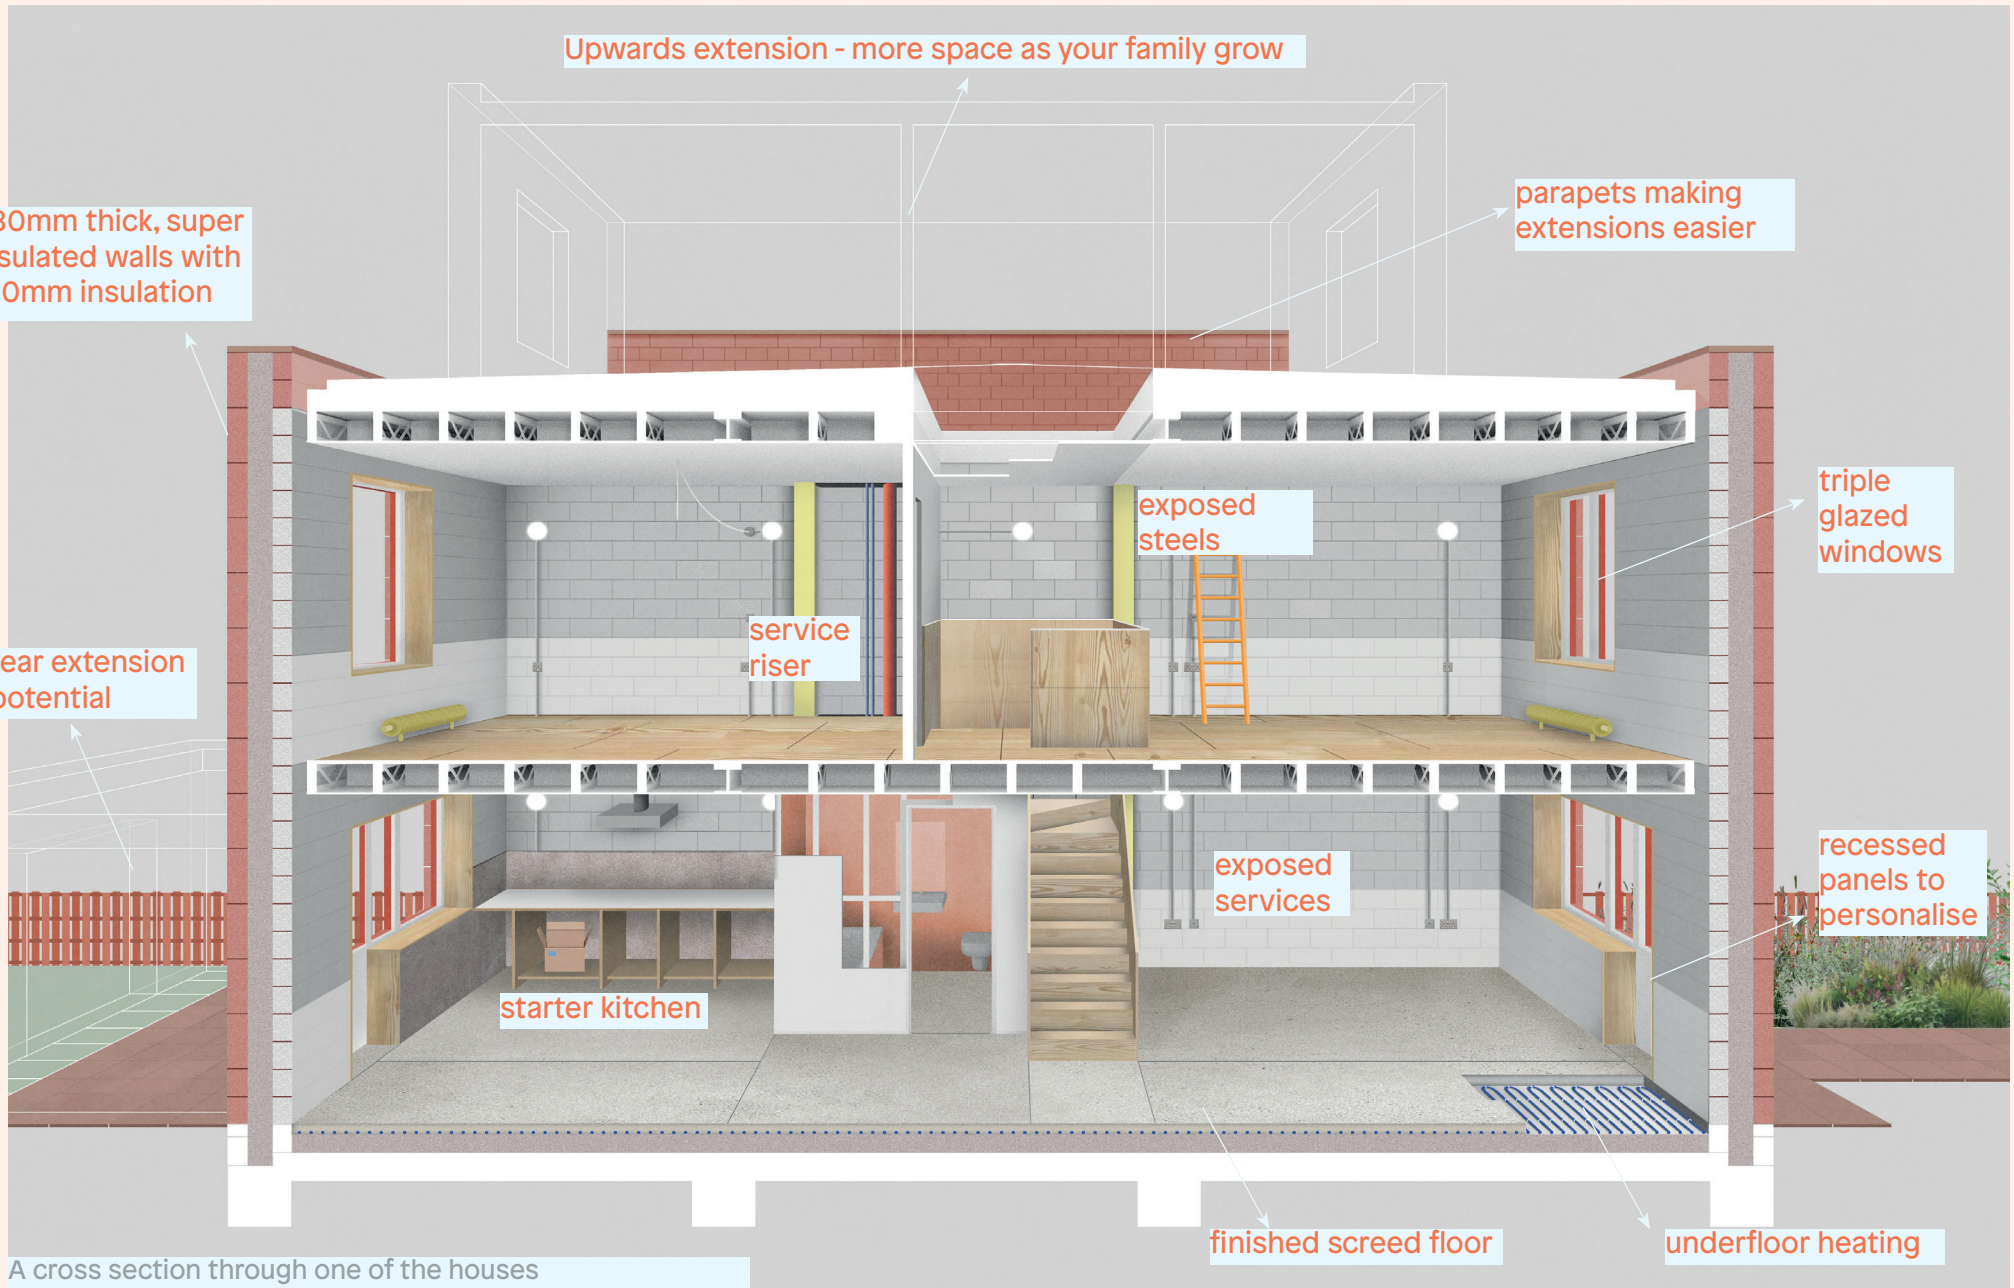 Upwards extension - more space as your family grow
parapets making
extensions easier
30mm thick, super
sulated walls with
0mm insulation
triple
glazed
windows
exposed
steels
service
riser
ear extension
potential
recessed
panels to
personalise
exposed
services
starter kitchen
finished screed floor
underfloor heating
A cross section through one of the houses